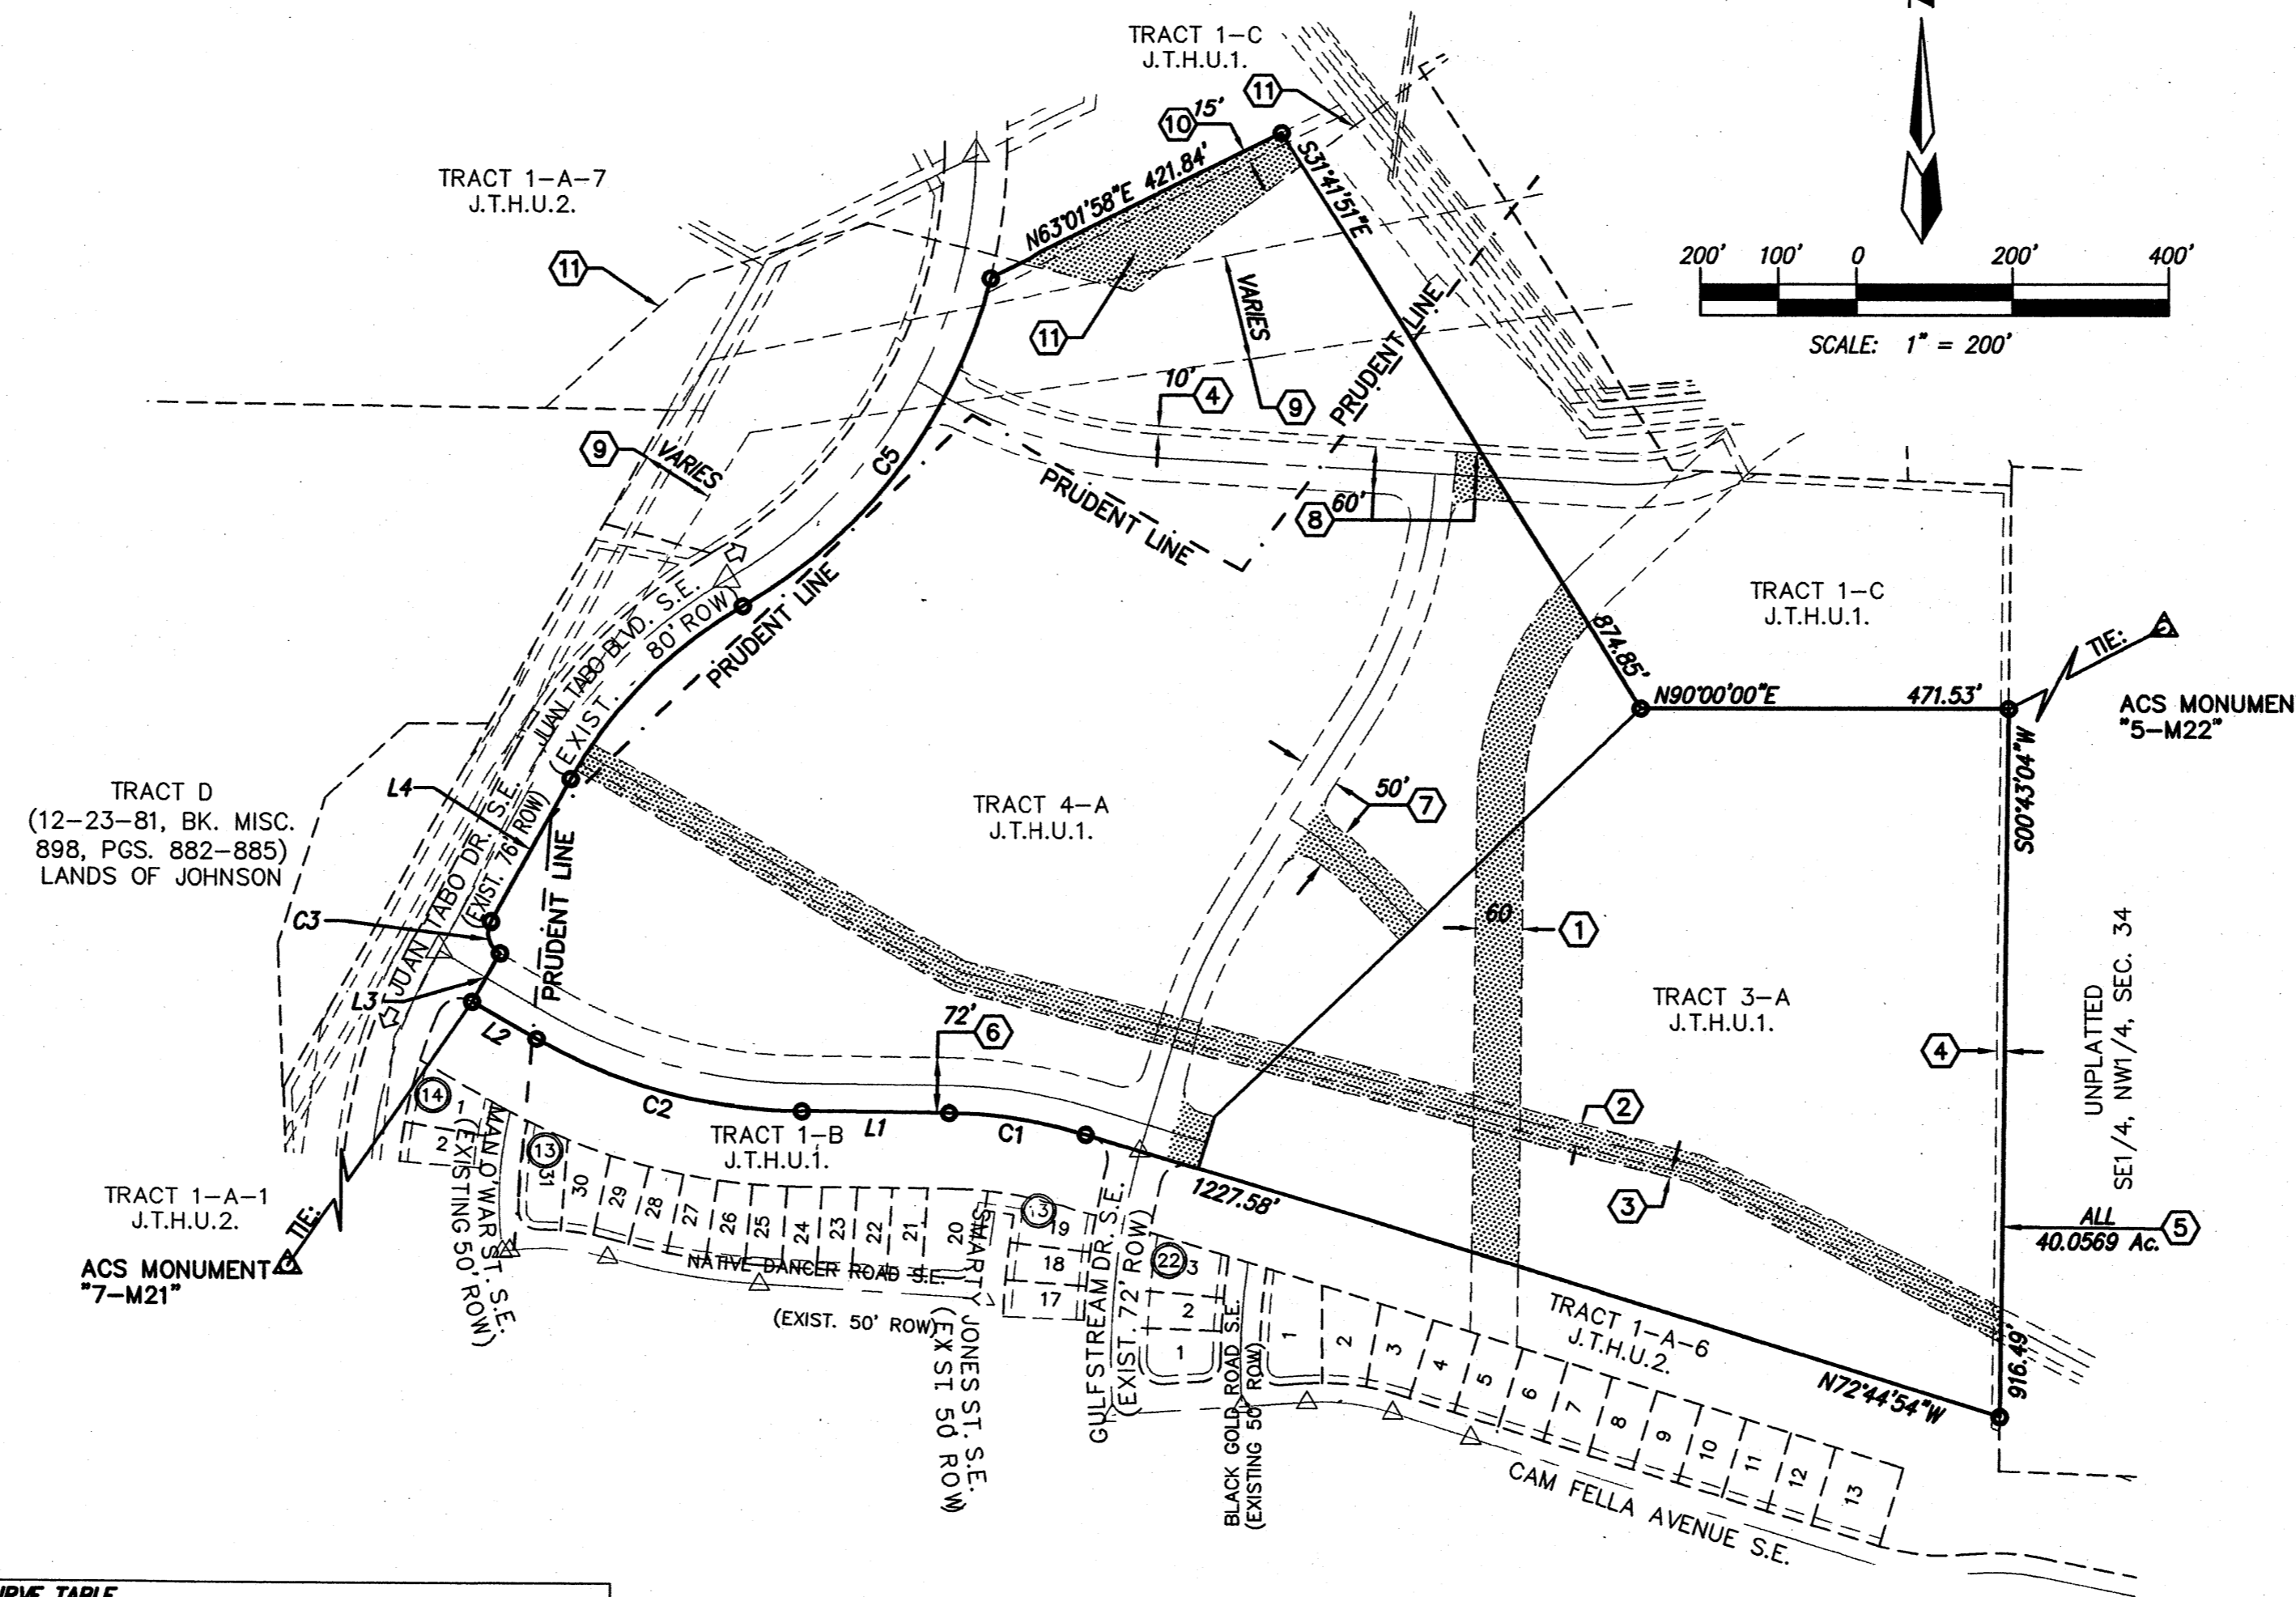 TRACT 1-C
J.T.H.U.1.
11
15'
10
N63°01'58"E 421.84'
S31°41'51"E
TRACT 1-A-7
J.T.H.U.2.
11
11
VARIES
200' 100' 0 200' 400'
SCALE: 1" = 200'
PRUDENT LINE
10'
4
9
9
VARIES
C5
PRUDENT LINE
60'
8
JUAN TABO BLVD. S.E.
(EXIST. 80' ROW)
PRUDENT LINE
TRACT 1-C
J.T.H.U.1.
874.85'
TIE:
N90°00'00"E 471.53'
ACS MONUMEN
"5-M22"
S00°43'04"W
TRACT D
(12-23-81, BK. MISC.
898, PGS. 882-885)
LANDS OF JOHNSON
L4
JUAN TABO DR. S.E.
(EXIST. 76' ROW)
PRUDENT LINE
TRACT 4-A
J.T.H.U.1.
50'
7
C3
60
1
L3
TRACT 3-A
J.T.H.U.1.
UNPLATTED
SE1/4, NW1/4, SEC. 34
L2
72'
6
4
C2
L1
C1
2
3
TRACT 1-B
J.T.H.U.1.
14
1
2
MAN O'WAR ST. S.E.
(EXISTING 50' ROW)
13
31
30
29
28
27
26
25
24
23
22
21
20
NATIVE DANCER ROAD S.E.
(EXIST. 50' ROW)
SMARTY JONES ST. S.E.
13
19
18
17
GULFSTREAM DR. S.E.
(EXIST. 72' ROW)
1227.58'
22
3
2
1
BLACK GOLD ROAD S.E.
(EXISTING 50' ROW)
1
2
3
4
5
6
7
8
9
10
11
12
13
TRACT 1-A-6
J.T.H.U.2.
N72°44'54"W
916.49'
ALL
40.0569 Ac.
5
TRACT 1-A-1
J.T.H.U.2.
TIE:
ACS MONUMENT
"7-M21"
CAM FELLA AVENUE S.E.
TABLE